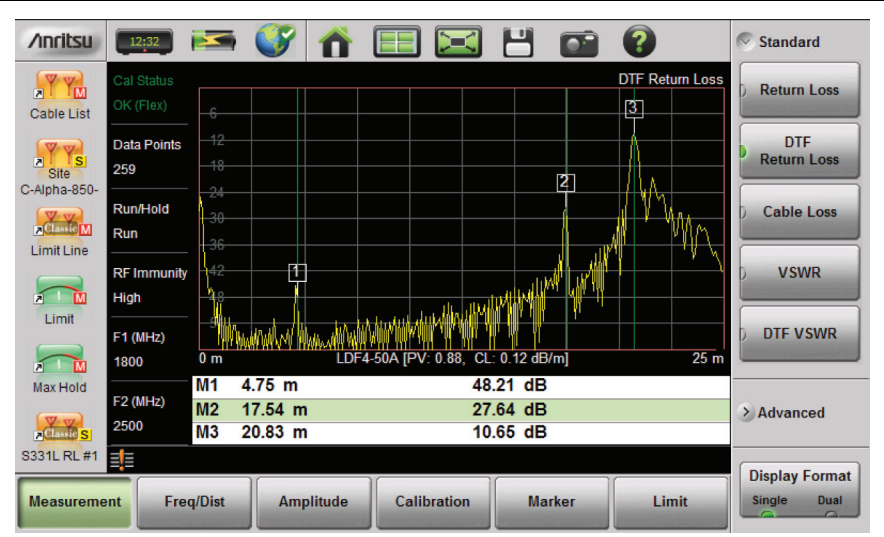 Anritsu
12:32
?
Standard
Cable List
Site
C-Alpha-850-
Classic M
Limit Line
Limit
Max Hold
Classic S
S331L RL #1
Cal Status
OK (Flex)
Data Points
259
Run/Hold
Run
RF Immunity
High
F1 (MHz)
1800
F2 (MHz)
2500
DTF Return Loss
6
12
18
24
30
36
42
48
1
2
3
0 m
LDF4-50A [PV: 0.88, CL: 0.12 dB/m]
25 m
M1 4.75 m 48.21 dB
M2 17.54 m 27.64 dB
M3 20.83 m 10.65 dB
Return Loss
DTF
Return Loss
Cable Loss
VSWR
DTF VSWR
Advanced
Display Format
Single Dual
Measurement
Freq/Dist
Amplitude
Calibration
Marker
Limit